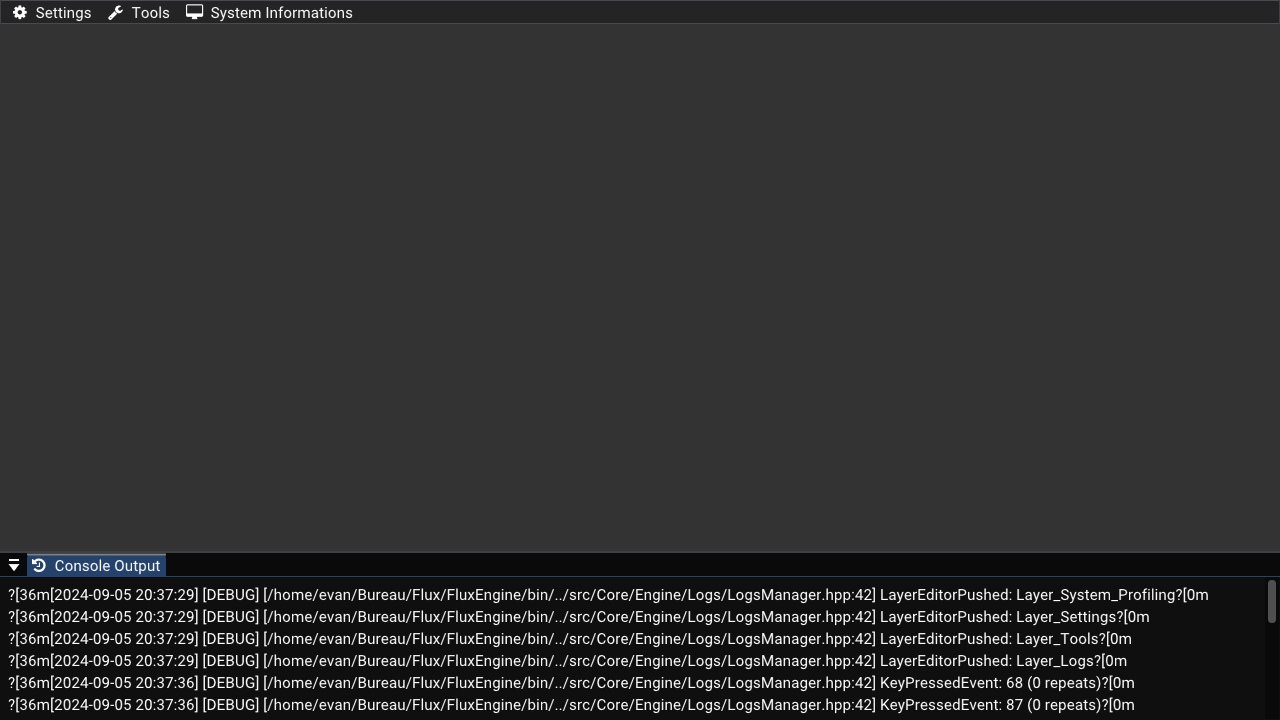 Settings Tools System Informations
Console Output
?[36m[2024-09-05 20:37:29] [DEBUG] [/home/evan/Bureau/Flux/FluxEngine/bin/../src/Core/Engine/Logs/LogsManager.hpp:42] LayerEditorPushed: Layer_System_Profiling?[0m
?[36m[2024-09-05 20:37:29] [DEBUG] [/home/evan/Bureau/Flux/FluxEngine/bin/../src/Core/Engine/Logs/LogsManager.hpp:42] LayerEditorPushed: Layer_Settings?[0m
?[36m[2024-09-05 20:37:29] [DEBUG] [/home/evan/Bureau/Flux/FluxEngine/bin/../src/Core/Engine/Logs/LogsManager.hpp:42] LayerEditorPushed: Layer_Tools?[0m
?[36m[2024-09-05 20:37:29] [DEBUG] [/home/evan/Bureau/Flux/FluxEngine/bin/../src/Core/Engine/Logs/LogsManager.hpp:42] LayerEditorPushed: Layer_Logs?[0m
?[36m[2024-09-05 20:37:36] [DEBUG] [/home/evan/Bureau/Flux/FluxEngine/bin/../src/Core/Engine/Logs/LogsManager.hpp:42] KeyPressedEvent: 68 (0 repeats)?[0m
?[36m[2024-09-05 20:37:36] [DEBUG] [/home/evan/Bureau/Flux/FluxEngine/bin/../src/Core/Engine/Logs/LogsManager.hpp:42] KeyPressedEvent: 87 (0 repeats)?[0m